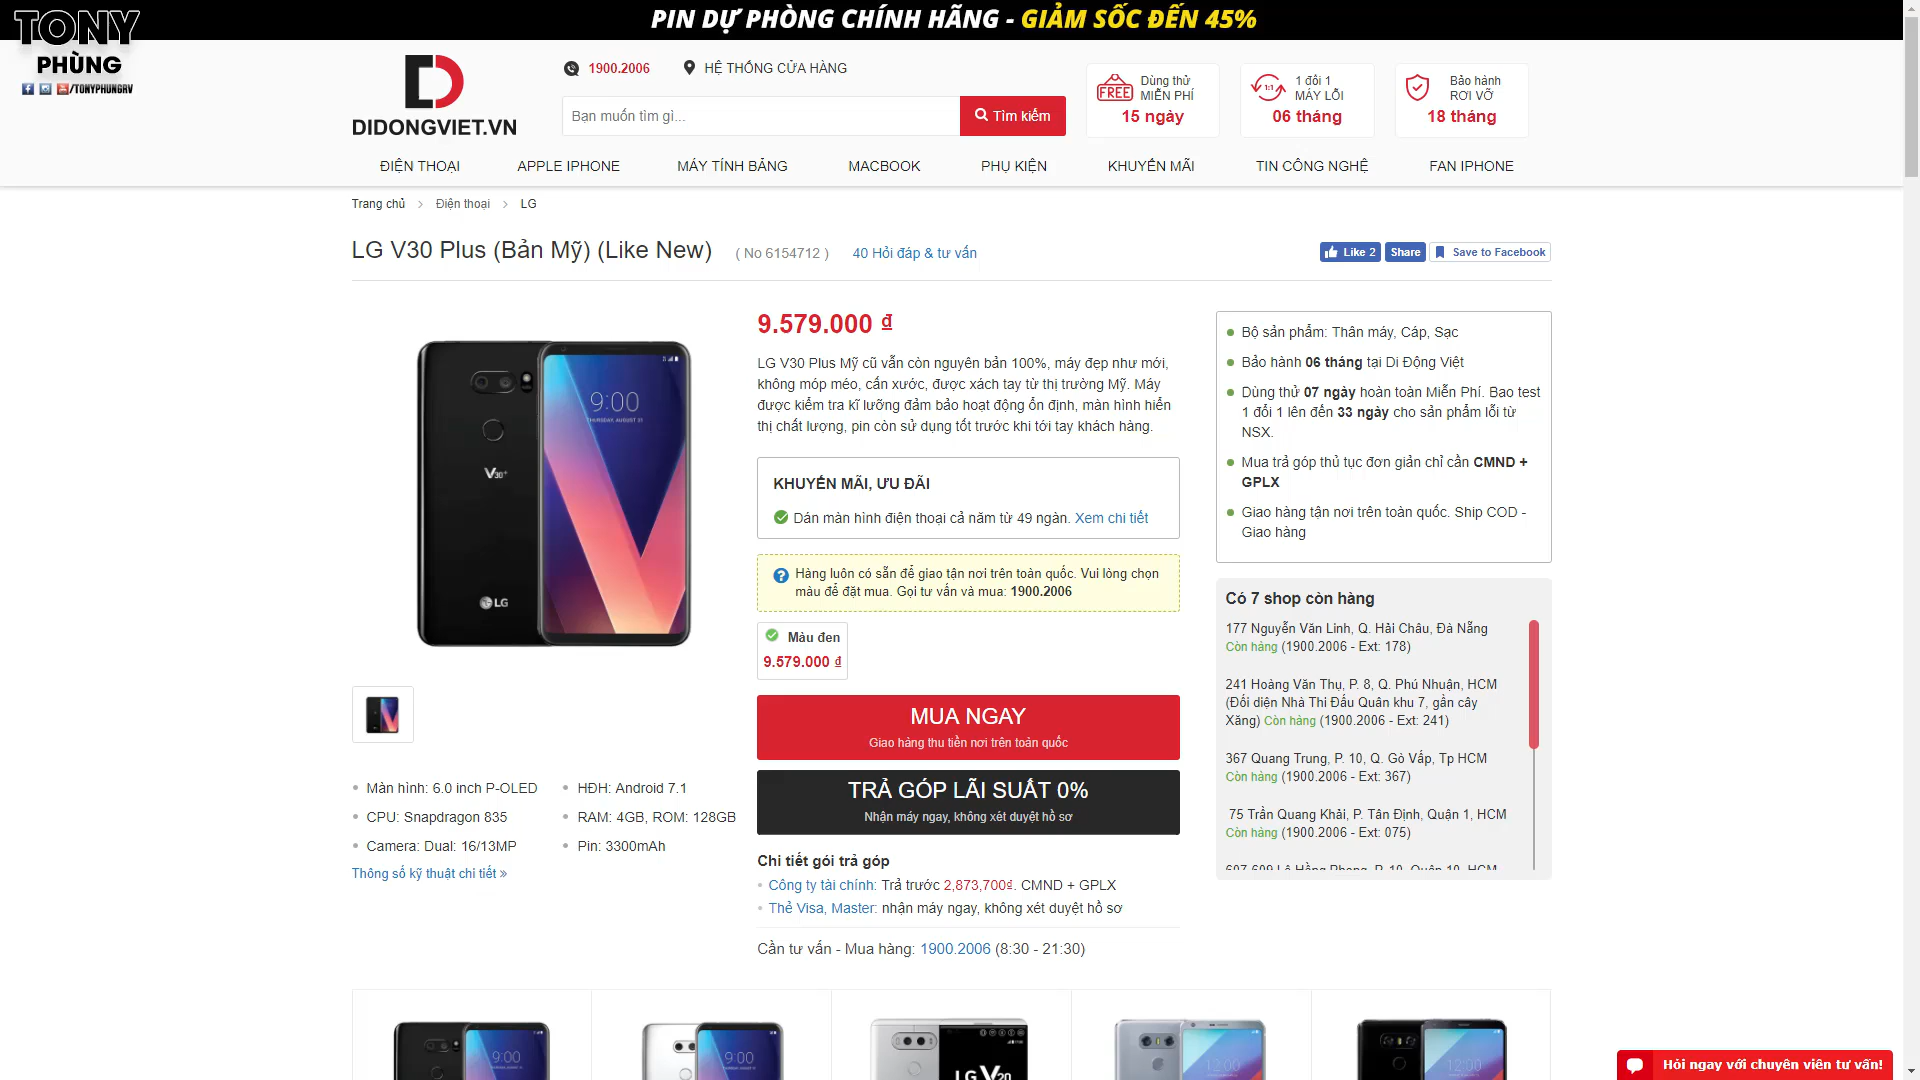 TONY
PHÙNG
/TONYPHUNGRV
PIN DỰ PHÒNG CHÍNH HÃNG - GIẢM SỐC ĐẾN 45%
DIDONGVIET.VN
1900.2006
HỆ THỐNG CỬA HÀNG
Bạn muốn tìm gì...
Tìm kiếm
FREE
Dùng thử
MIỄN PHÍ
15 ngày
1:1
1 đổi 1
MÁY LỖI
06 tháng
Bảo hành
RƠI VỠ
18 tháng
ĐIỆN THOẠI
APPLE IPHONE
MÁY TÍNH BẢNG
MACBOOK
PHỤ KIỆN
KHUYẾN MÃI
TIN CÔNG NGHỆ
FAN IPHONE
Trang chủ
Điện thoại
LG
LG V30 Plus (Bản Mỹ) (Like New)
( No 6154712 )
40 Hỏi đáp & tư vấn
Like 2
Share
Save to Facebook
9:00
THURSDAY, AUGUST 31
V30+
LG
Màn hình: 6.0 inch P-OLED
HĐH: Android 7.1
CPU: Snapdragon 835
RAM: 4GB, ROM: 128GB
Camera: Dual: 16/13MP
Pin: 3300mAh
Thông số kỹ thuật chi tiết »
9.579.000 ₫
LG V30 Plus Mỹ cũ vẫn còn nguyên bản 100%, máy đẹp như mới,
không móp méo, cấn xước, được xách tay từ thị trường Mỹ. Máy
được kiểm tra kĩ lưỡng đảm bảo hoạt động ổn định, màn hình hiển
thị chất lượng, pin còn sử dụng tốt trước khi tới tay khách hàng.
KHUYẾN MÃI, ƯU ĐÃI
Dán màn hình điện thoại cả năm từ 49 ngàn. Xem chi tiết
Hàng luôn có sẵn để giao tận nơi trên toàn quốc. Vui lòng chọn
màu để đặt mua. Gọi tư vấn và mua: 1900.2006
Màu đen
9.579.000 ₫
MUA NGAY
Giao hàng thu tiền nơi trên toàn quốc
TRẢ GÓP LÃI SUẤT 0%
Nhận máy ngay, không xét duyệt hồ sơ
Chi tiết gói trả góp
Công ty tài chính: Trả trước 2,873,700₫. CMND + GPLX
Thẻ Visa, Master: nhận máy ngay, không xét duyệt hồ sơ
Cần tư vấn - Mua hàng: 1900.2006 (8:30 - 21:30)
Bộ sản phẩm: Thân máy, Cáp, Sạc
Bảo hành 06 tháng tại Di Động Việt
Dùng thử 07 ngày hoàn toàn Miễn Phí. Bao test
1 đổi 1 lên đến 33 ngày cho sản phẩm lỗi từ
NSX.
Mua trả góp thủ tục đơn giản chỉ cần CMND +
GPLX
Giao hàng tận nơi trên toàn quốc. Ship COD -
Giao hàng
Có 7 shop còn hàng
177 Nguyễn Văn Linh, Q. Hải Châu, Đà Nẵng
Còn hàng (1900.2006 - Ext: 178)
241 Hoàng Văn Thụ, P. 8, Q. Phú Nhuận, HCM
(Đối diện Nhà Thi Đấu Quân khu 7, gần cây
Xăng) Còn hàng (1900.2006 - Ext: 241)
367 Quang Trung, P. 10, Q. Gò Vấp, Tp HCM
Còn hàng (1900.2006 - Ext: 367)
75 Trần Quang Khải, P. Tân Định, Quận 1, HCM
Còn hàng (1900.2006 - Ext: 075)
607-609 Lê Hồng Phong, P. 10, Quận 10, HCM
9:00
9:00
LG V20
12:00
12:00
Hỏi ngay với chuyên viên tư vấn!